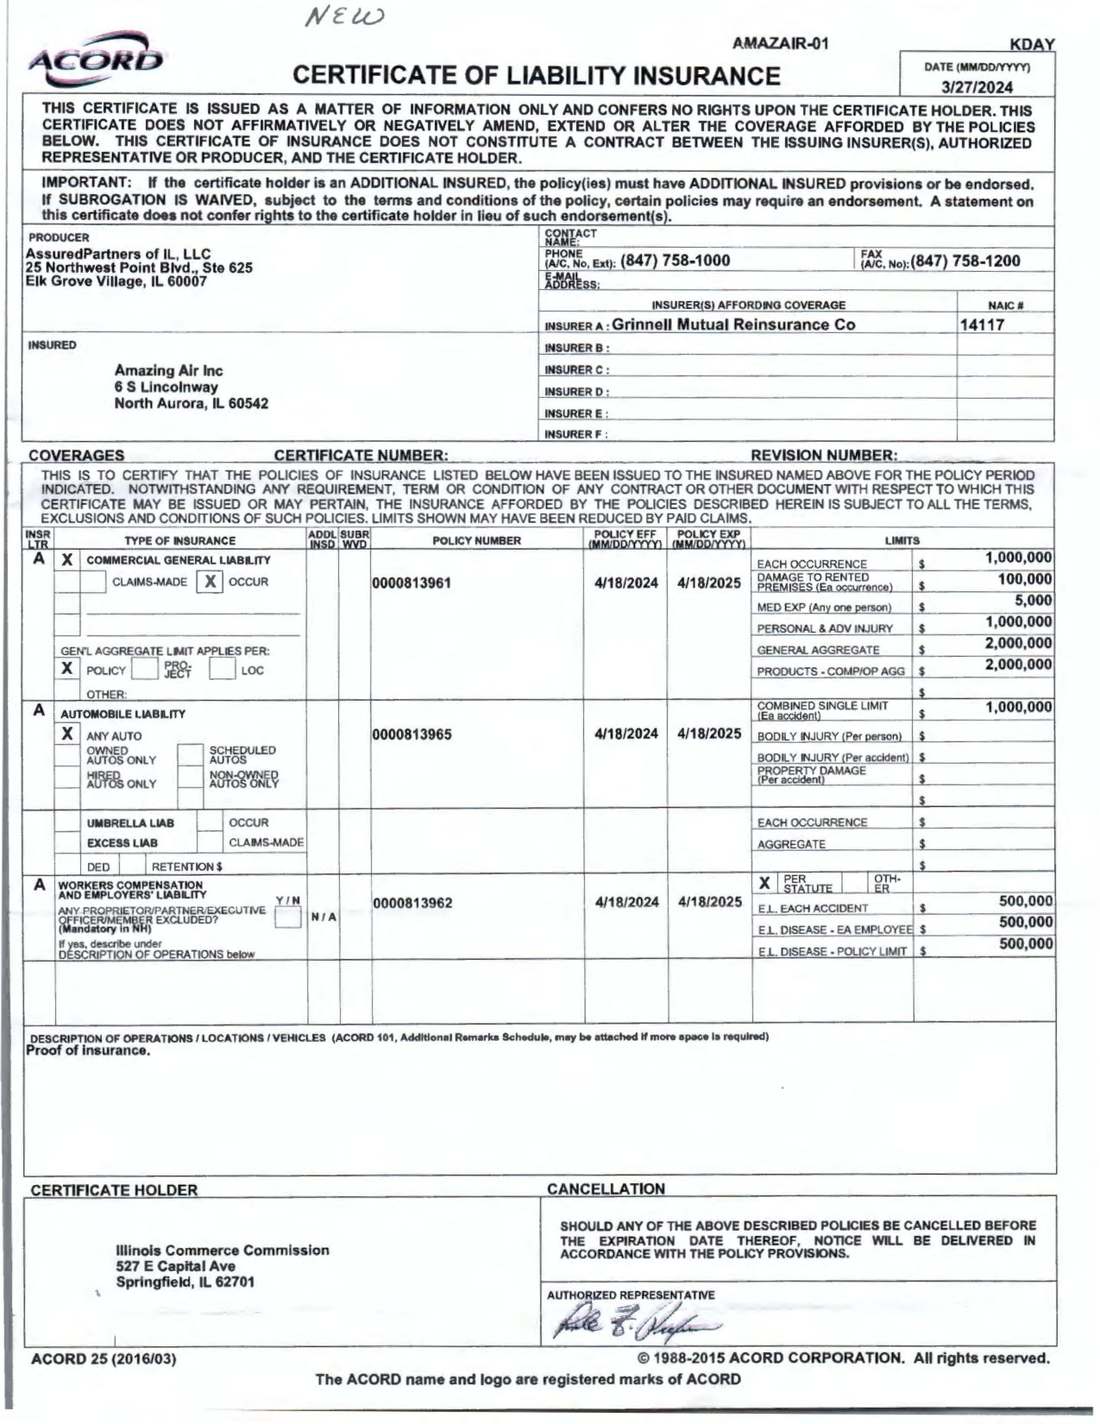 NEW
ACORD
AMAZAIR-01
KDAY
CERTIFICATE OF LIABILITY INSURANCE
DATE (MM/DD/YYYY)
3/27/2024
THIS CERTIFICATE IS ISSUED AS A MATTER OF INFORMATION ONLY AND CONFERS NO RIGHTS UPON THE CERTIFICATE HOLDER. THIS
CERTIFICATE DOES NOT AFFIRMATIVELY OR NEGATIVELY AMEND, EXTEND OR ALTER THE COVERAGE AFFORDED BY THE POLICIES
BELOW. THIS CERTIFICATE OF INSURANCE DOES NOT CONSTITUTE A CONTRACT BETWEEN THE ISSUING INSURER(S), AUTHORIZED
REPRESENTATIVE OR PRODUCER, AND THE CERTIFICATE HOLDER.
IMPORTANT: If the certificate holder is an ADDITIONAL INSURED, the policy(ies) must have ADDITIONAL INSURED provisions or be endorsed.
If SUBROGATION IS WAIVED, subject to the terms and conditions of the policy, certain policies may require an endorsement. A statement on
this certificate does not confer rights to the certificate holder in lieu of such endorsement(s).
PRODUCER
AssuredPartners of IL, LLC
25 Northwest Point Blvd., Ste 625
Elk Grove Village, IL 60007
CONTACT
NAME:
PHONE
(A/C, No, Ext): (847) 758-1000
FAX
(A/C, No): (847) 758-1200
E-MAIL
ADDRESS:
INSURER(S) AFFORDING COVERAGE NAIC #
INSURER A : Grinnell Mutual Reinsurance Co 14117
INSURED
Amazing Air Inc
6 S Lincolnway
North Aurora, IL 60542
INSURER B :
INSURER C :
INSURER D :
INSURER E :
INSURER F :
COVERAGES CERTIFICATE NUMBER: REVISION NUMBER:
THIS IS TO CERTIFY THAT THE POLICIES OF INSURANCE LISTED BELOW HAVE BEEN ISSUED TO THE INSURED NAMED ABOVE FOR THE POLICY PERIOD
INDICATED. NOTWITHSTANDING ANY REQUIREMENT, TERM OR CONDITION OF ANY CONTRACT OR OTHER DOCUMENT WITH RESPECT TO WHICH THIS
CERTIFICATE MAY BE ISSUED OR MAY PERTAIN, THE INSURANCE AFFORDED BY THE POLICIES DESCRIBED HEREIN IS SUBJECT TO ALL THE TERMS,
EXCLUSIONS AND CONDITIONS OF SUCH POLICIES. LIMITS SHOWN MAY HAVE BEEN REDUCED BY PAID CLAIMS.
INSR
LTR
TYPE OF INSURANCE
ADDL
INSD
SUBR
WVD
POLICY NUMBER
POLICY EFF
(MM/DD/YYYY)
POLICY EXP
(MM/DD/YYYY)
LIMITS
A X COMMERCIAL GENERAL LIABILITY
CLAIMS-MADE X OCCUR
0000813961 4/18/2024 4/18/2025
EACH OCCURRENCE $ 1,000,000
DAMAGE TO RENTED
PREMISES (Ea occurrence) $ 100,000
MED EXP (Any one person) $ 5,000
PERSONAL & ADV INJURY $ 1,000,000
GEN'L AGGREGATE LIMIT APPLIES PER:
GENERAL AGGREGATE $ 2,000,000
X POLICY PRO-
JECT LOC
PRODUCTS - COMP/OP AGG $ 2,000,000
OTHER:
$
A AUTOMOBILE LIABILITY
COMBINED SINGLE LIMIT
(Ea accident) $ 1,000,000
X ANY AUTO
0000813965 4/18/2024 4/18/2025
BODILY INJURY (Per person) $
OWNED
AUTOS ONLY
SCHEDULED
AUTOS
BODILY INJURY (Per accident) $
HIRED
AUTOS ONLY
NON-OWNED
AUTOS ONLY
PROPERTY DAMAGE
(Per accident) $
$
UMBRELLA LIAB OCCUR
EACH OCCURRENCE $
EXCESS LIAB CLAIMS-MADE
AGGREGATE $
DED RETENTION $
$
A WORKERS COMPENSATION
AND EMPLOYERS' LIABILITY
Y / N
ANY PROPRIETOR/PARTNER/EXECUTIVE
OFFICER/MEMBER EXCLUDED?
(Mandatory in NH)
N / A
If yes, describe under
DESCRIPTION OF OPERATIONS below
0000813962 4/18/2024 4/18/2025
X PER
STATUTE
OTH-
ER
E.L. EACH ACCIDENT $ 500,000
E.L. DISEASE - EA EMPLOYEE $ 500,000
E.L. DISEASE - POLICY LIMIT $ 500,000
DESCRIPTION OF OPERATIONS / LOCATIONS / VEHICLES (ACORD 101, Additional Remarks Schedule, may be attached if more space is required)
Proof of insurance.
CERTIFICATE HOLDER
Illinois Commerce Commission
527 E Capital Ave
Springfield, IL 62701
CANCELLATION
SHOULD ANY OF THE ABOVE DESCRIBED POLICIES BE CANCELLED BEFORE
THE EXPIRATION DATE THEREOF, NOTICE WILL BE DELIVERED IN
ACCORDANCE WITH THE POLICY PROVISIONS.
AUTHORIZED REPRESENTATIVE
ACORD 25 (2016/03)
© 1988-2015 ACORD CORPORATION. All rights reserved.
The ACORD name and logo are registered marks of ACORD